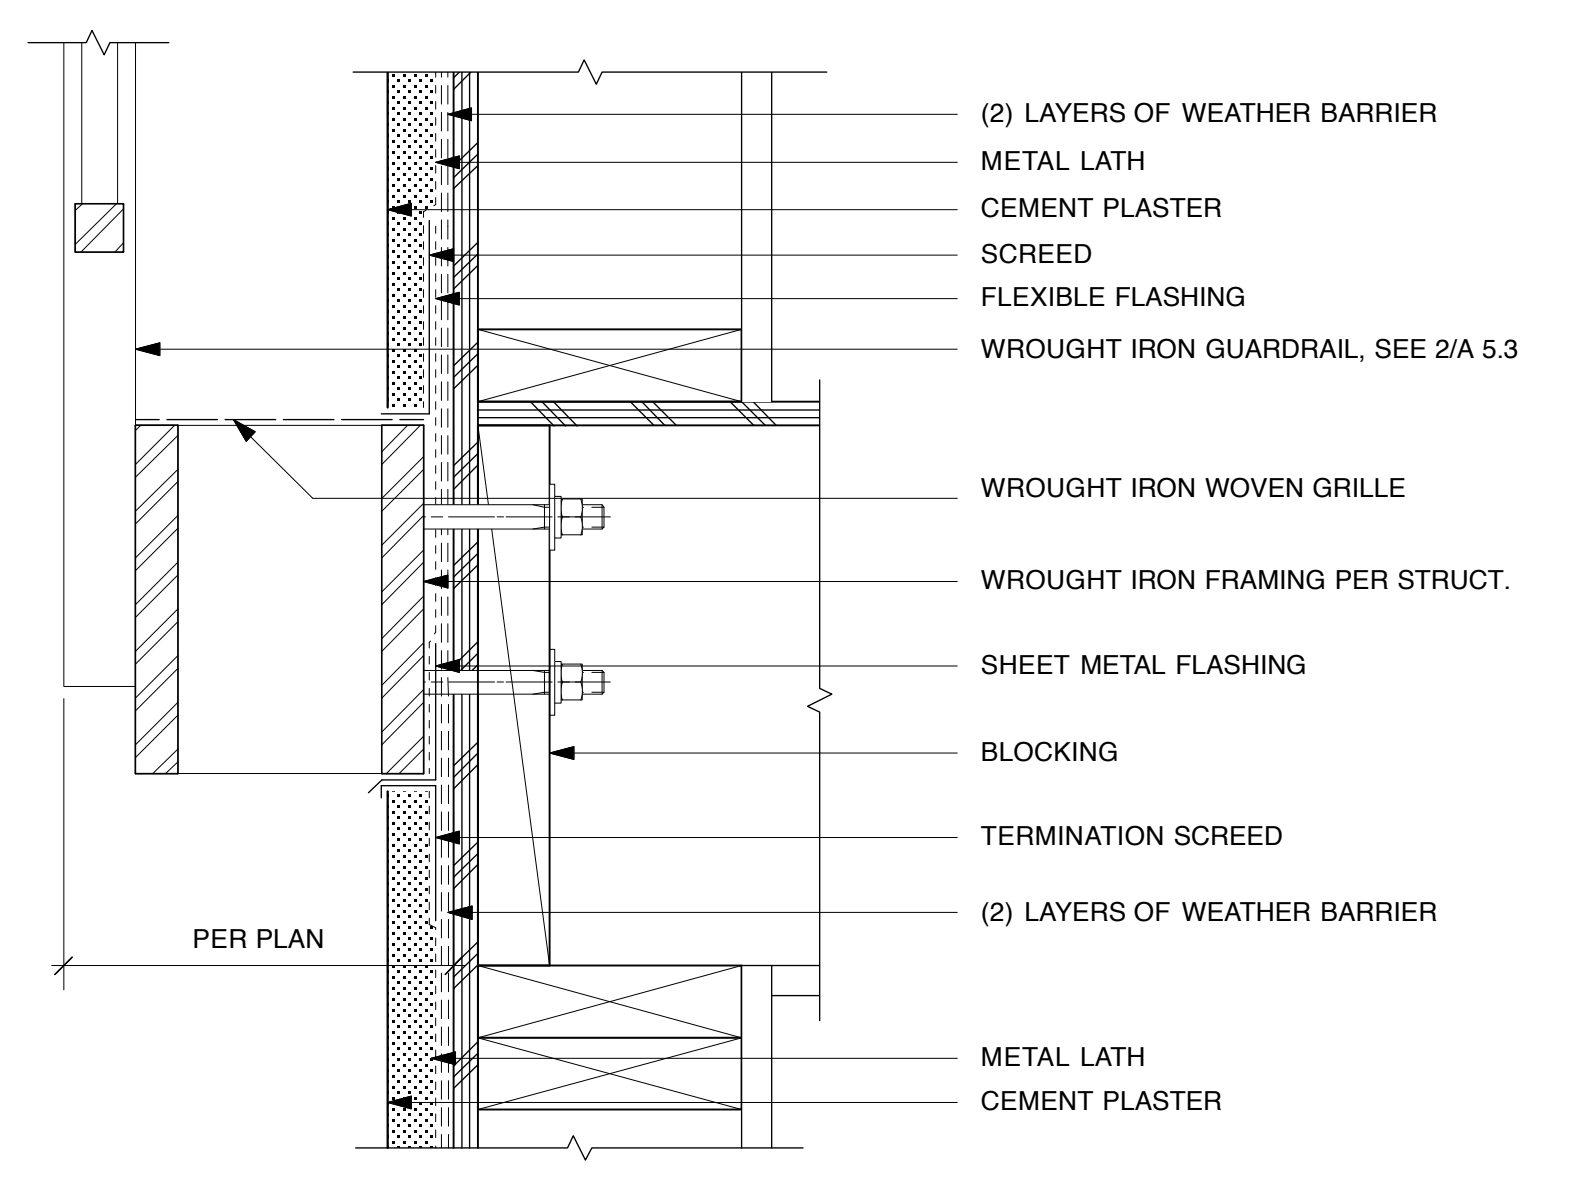 (2) LAYERS OF WEATHER BARRIER
METAL LATH
CEMENT PLASTER
SCREED
FLEXIBLE FLASHING
WROUGHT IRON GUARDRAIL, SEE 2/A 5.3
WROUGHT IRON WOVEN GRILLE
WROUGHT IRON FRAMING PER STRUCT.
SHEET METAL FLASHING
BLOCKING
TERMINATION SCREED
(2) LAYERS OF WEATHER BARRIER
PER PLAN
METAL LATH
CEMENT PLASTER